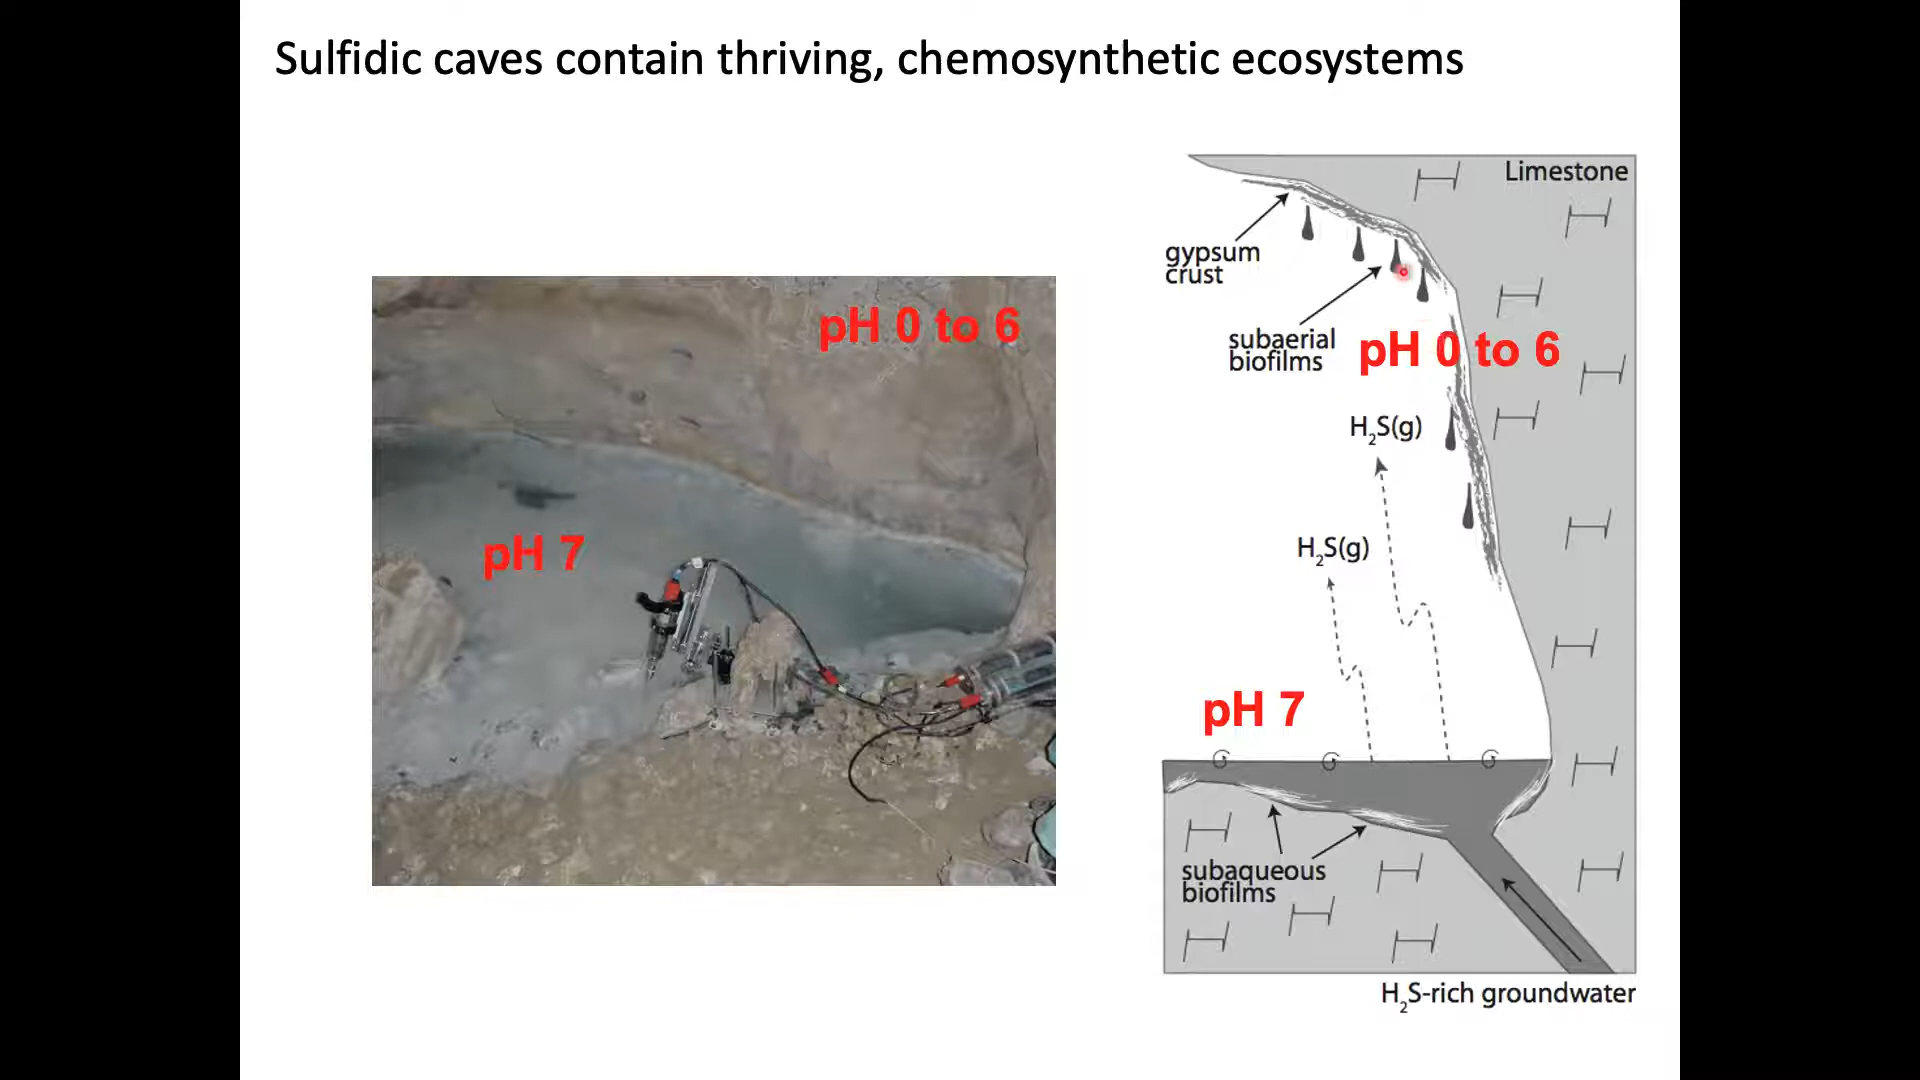 Sulfidic caves contain thriving, chemosynthetic ecosystems
pH 0 to 6
pH 7
Limestone
gypsum
crust
subaerial
biofilms
pH 0 to 6
H₂S(g)
H₂S(g)
pH 7
subaqueous
biofilms
H₂S-rich groundwater